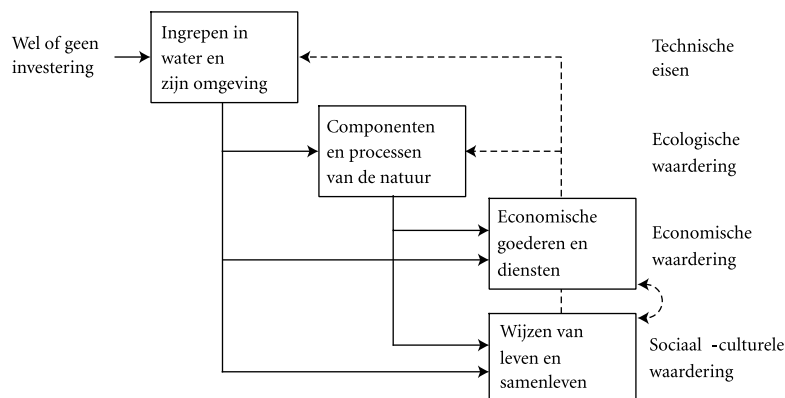 Wel of geen
investering
Ingrepen in
water en
zijn omgeving
Technische
eisen
Componenten
en processen
van de natuur
Ecologische
waardering
Economische
goederen en
diensten
Economische
waardering
Wijzen van
leven en
samenleven
Sociaal -culturele
waardering